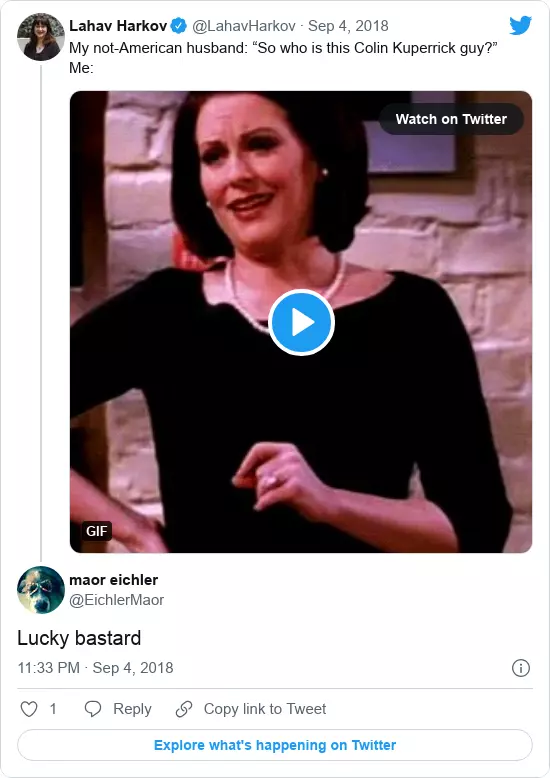 Lahav Harkov @LahavHarkov · Sep 4, 2018
My not-American husband: “So who is this Colin Kuperrick guy?”
Me:
Watch on Twitter
GIF
maor eichler
@EichlerMaor
Lucky bastard
11:33 PM · Sep 4, 2018
1 Reply Copy link to Tweet
Explore what's happening on Twitter